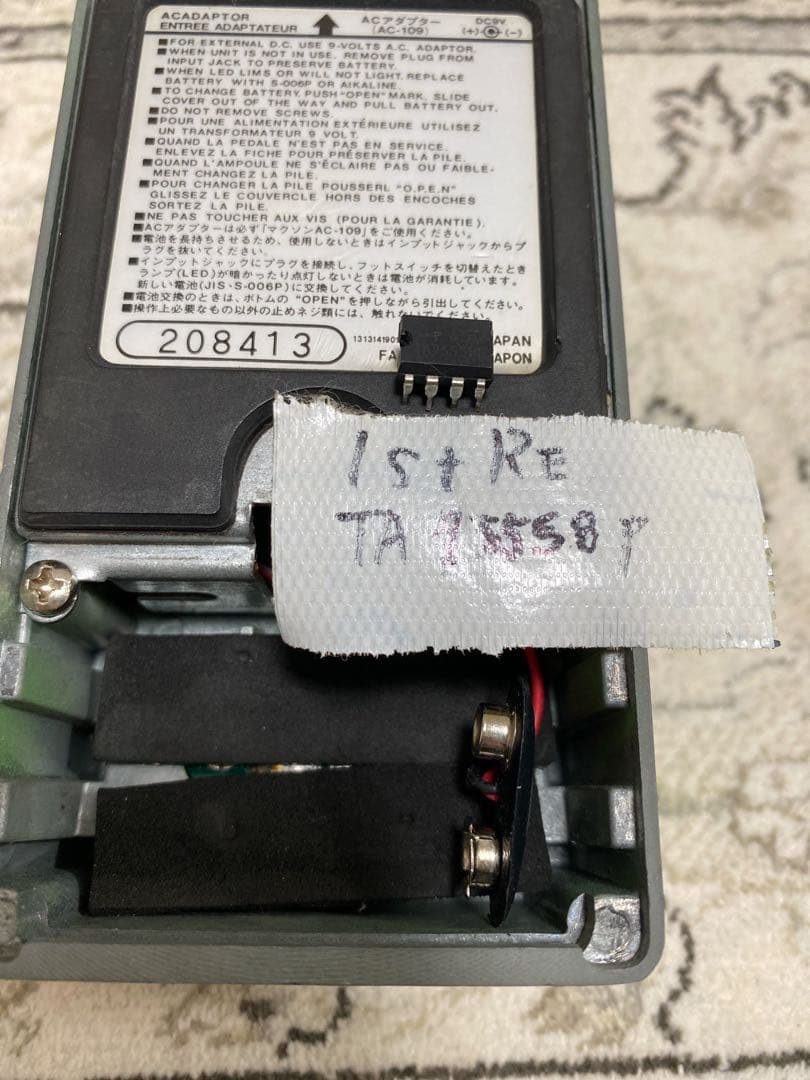 ACADAPTOR
ENTREE ADAPTATEUR
ACアダプター
(AC-109)
DC9V
(+) (-)
■FOR EXTERNAL D.C. USE 9-VOLTS A.C. ADAPTOR.
■WHEN UNIT IS NOT IN USE, REMOVE PLUG FROM
INPUT JACK TO PRESERVE BATTERY.
■WHEN LED LIMS OR WILL NOT LIGHT, REPLACE
BATTERY WITH S-006P OR AlKALINE.
■TO CHANGE BATTERY, PUSH "OPEN" MARK, SLIDE
COVER OUT OF THE WAY AND PULL BATTERY OUT.
■DO NOT REMOVE SCREWS.
■POUR UNE ALIMENTATION EXTÉRIEURE UTILISEZ
UN TRANSFORMATEUR 9 VOLT.
■QUAND LA PEDALE N'EST PAS EN SERVICE.
ENLEVEZ LA FICHE POUR PRÉSERVER LA PILE.
■QUAND L'AMPOULE NE S'ÉCLAIRE PAS OU FAIBLE-
MENT CHANGEZ LA PILE.
■POUR CHANGER LA PILE POUSSERL "O.P.E.N"
GLISSEZ LE COUVERCLE HORS DES ENCOCHES
SORTEZ LA PILE.
■NE PAS TOUCHER AUX VIS (POUR LA GARANTIE).
■ACアダプターは必ず「マクソンAC-109」をご使用ください。
■電池を長持ちさせるため、使用しないときはインプットジャックからプ
ラグを抜いてください。
■インプットジャックにプラグを接続し、フットスイッチを切替えたとき
ランプ(LED)が暗かったり点灯しないときは電池が消耗しています。
新しい電池(JIS・S-006P)に交換してください。
■電池交換のときは、ボトムの "OPEN"を押しながら引出してください。
■操作上必要なもの以外の止めネジ類には、触れないでください。
208413
APAN
FA
APON
1st RE
TA 75558P